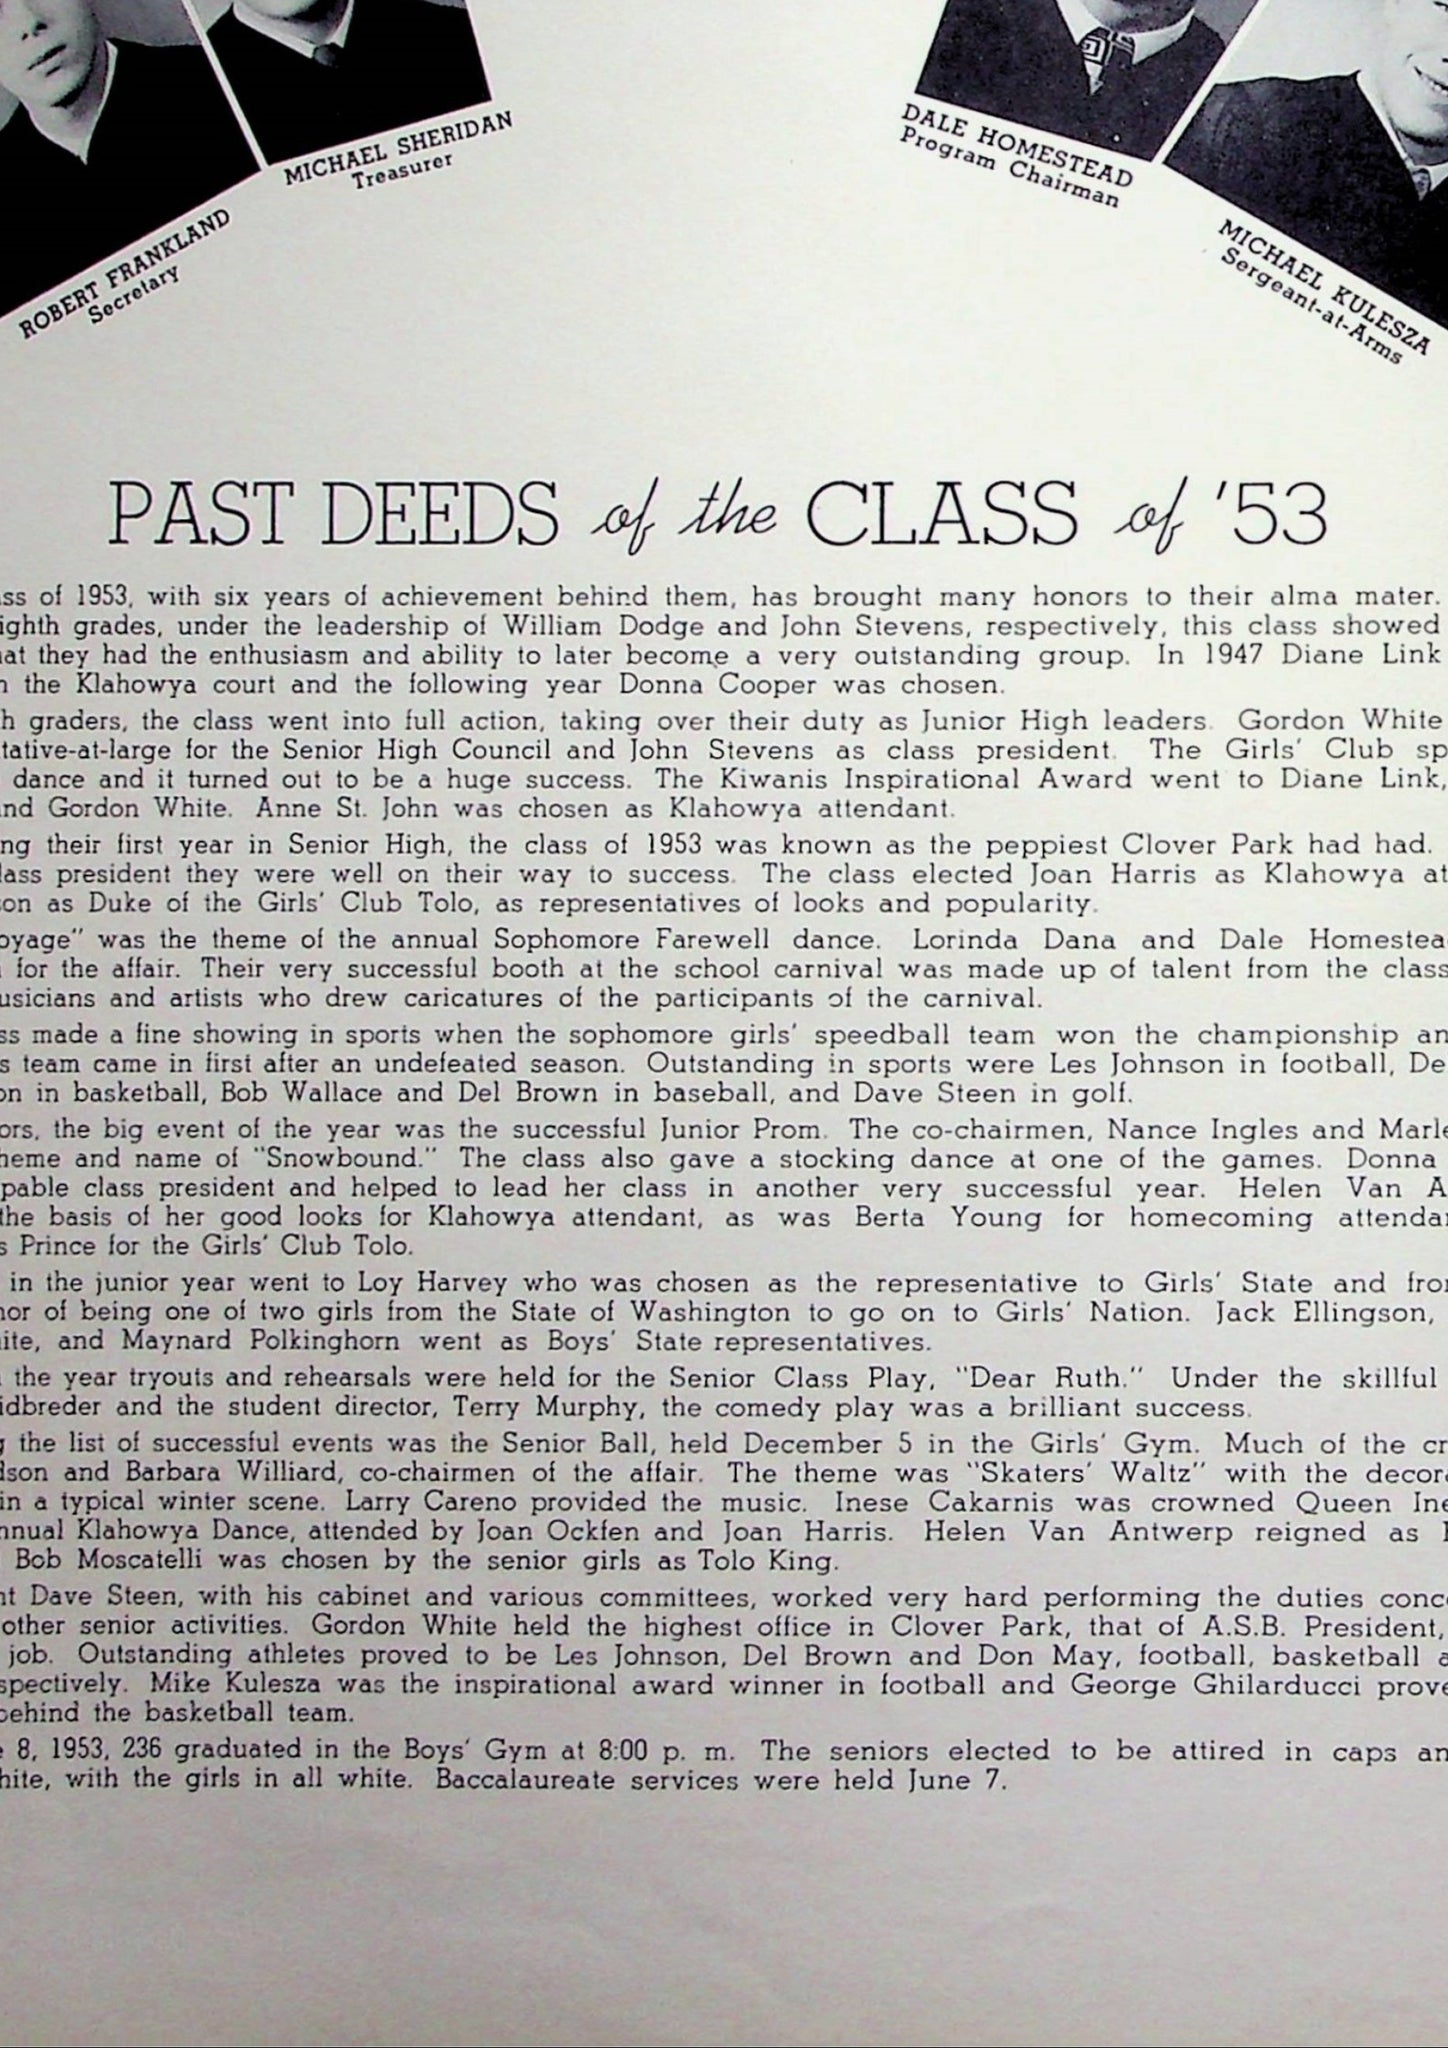 MICHAEL SHERIDAN
Treasurer
ROBERT FRANKLAND
Secretary
DALE HOMESTEAD
Program Chairman
MICHAEL KULESZA
Sergeant-at-Arms
PAST DEEDS of the CLASS of '53
ss of 1953, with six years of achievement behind them, has brought many honors to their alma mater.
ighth grades, under the leadership of William Dodge and John Stevens, respectively, this class showed
at they had the enthusiasm and ability to later become a very outstanding group. In 1947 Diane Link
the Klahowya court and the following year Donna Cooper was chosen.
h graders, the class went into full action, taking over their duty as Junior High leaders. Gordon White
tative-at-large for the Senior High Council and John Stevens as class president. The Girls' Club sp
dance and it turned out to be a huge success. The Kiwanis Inspirational Award went to Diane Link,
nd Gordon White. Anne St. John was chosen as Klahowya attendant.
ng their first year in Senior High, the class of 1953 was known as the peppiest Clover Park had had.
lass president they were well on their way to success. The class elected Joan Harris as Klahowya at
son as Duke of the Girls' Club Tolo, as representatives of looks and popularity.
oyage" was the theme of the annual Sophomore Farewell dance. Lorinda Dana and Dale Homestea
for the affair. Their very successful booth at the school carnival was made up of talent from the class
usicians and artists who drew caricatures of the participants of the carnival.
ss made a fine showing in sports when the sophomore girls' speedball team won the championship an
s team came in first after an undefeated season. Outstanding in sports were Les Johnson in football, De
on in basketball, Bob Wallace and Del Brown in baseball, and Dave Steen in golf.
ors, the big event of the year was the successful Junior Prom. The co-chairmen, Nance Ingles and Marle
heme and name of "Snowbound." The class also gave a stocking dance at one of the games. Donna
pable class president and helped to lead her class in another very successful year. Helen Van A
the basis of her good looks for Klahowya attendant, as was Berta Young for homecoming attendar
s Prince for the Girls' Club Tolo.
in the junior year went to Loy Harvey who was chosen as the representative to Girls' State and fro
nor of being one of two girls from the State of Washington to go on to Girls' Nation. Jack Ellingson,
ite, and Maynard Polkinghorn went as Boys' State representatives.
the year tryouts and rehearsals were held for the Senior Class Play, "Dear Ruth." Under the skillful
idbreder and the student director, Terry Murphy, the comedy play was a brilliant success.
g the list of successful events was the Senior Ball, held December 5 in the Girls' Gym. Much of the cr
lson and Barbara Williard, co-chairmen of the affair. The theme was "Skaters' Waltz" with the decora
in a typical winter scene. Larry Careno provided the music. Inese Cakarnis was crowned Queen Ine
nnual Klahowya Dance, attended by Joan Ockfen and Joan Harris. Helen Van Antwerp reigned as
Bob Moscatelli was chosen by the senior girls as Tolo King.
nt Dave Steen, with his cabinet and various committees, worked very hard performing the duties conc
other senior activities. Gordon White held the highest office in Clover Park, that of A.S.B. President,
job. Outstanding athletes proved to be Les Johnson, Del Brown and Don May, football, basketball a
spectively. Mike Kulesza was the inspirational award winner in football and George Ghilarducci prove
behind the basketball team.
e 8, 1953, 236 graduated in the Boys' Gym at 8:00 p. m. The seniors elected to be attired in caps an
hite, with the girls in all white. Baccalaureate services were held June 7.